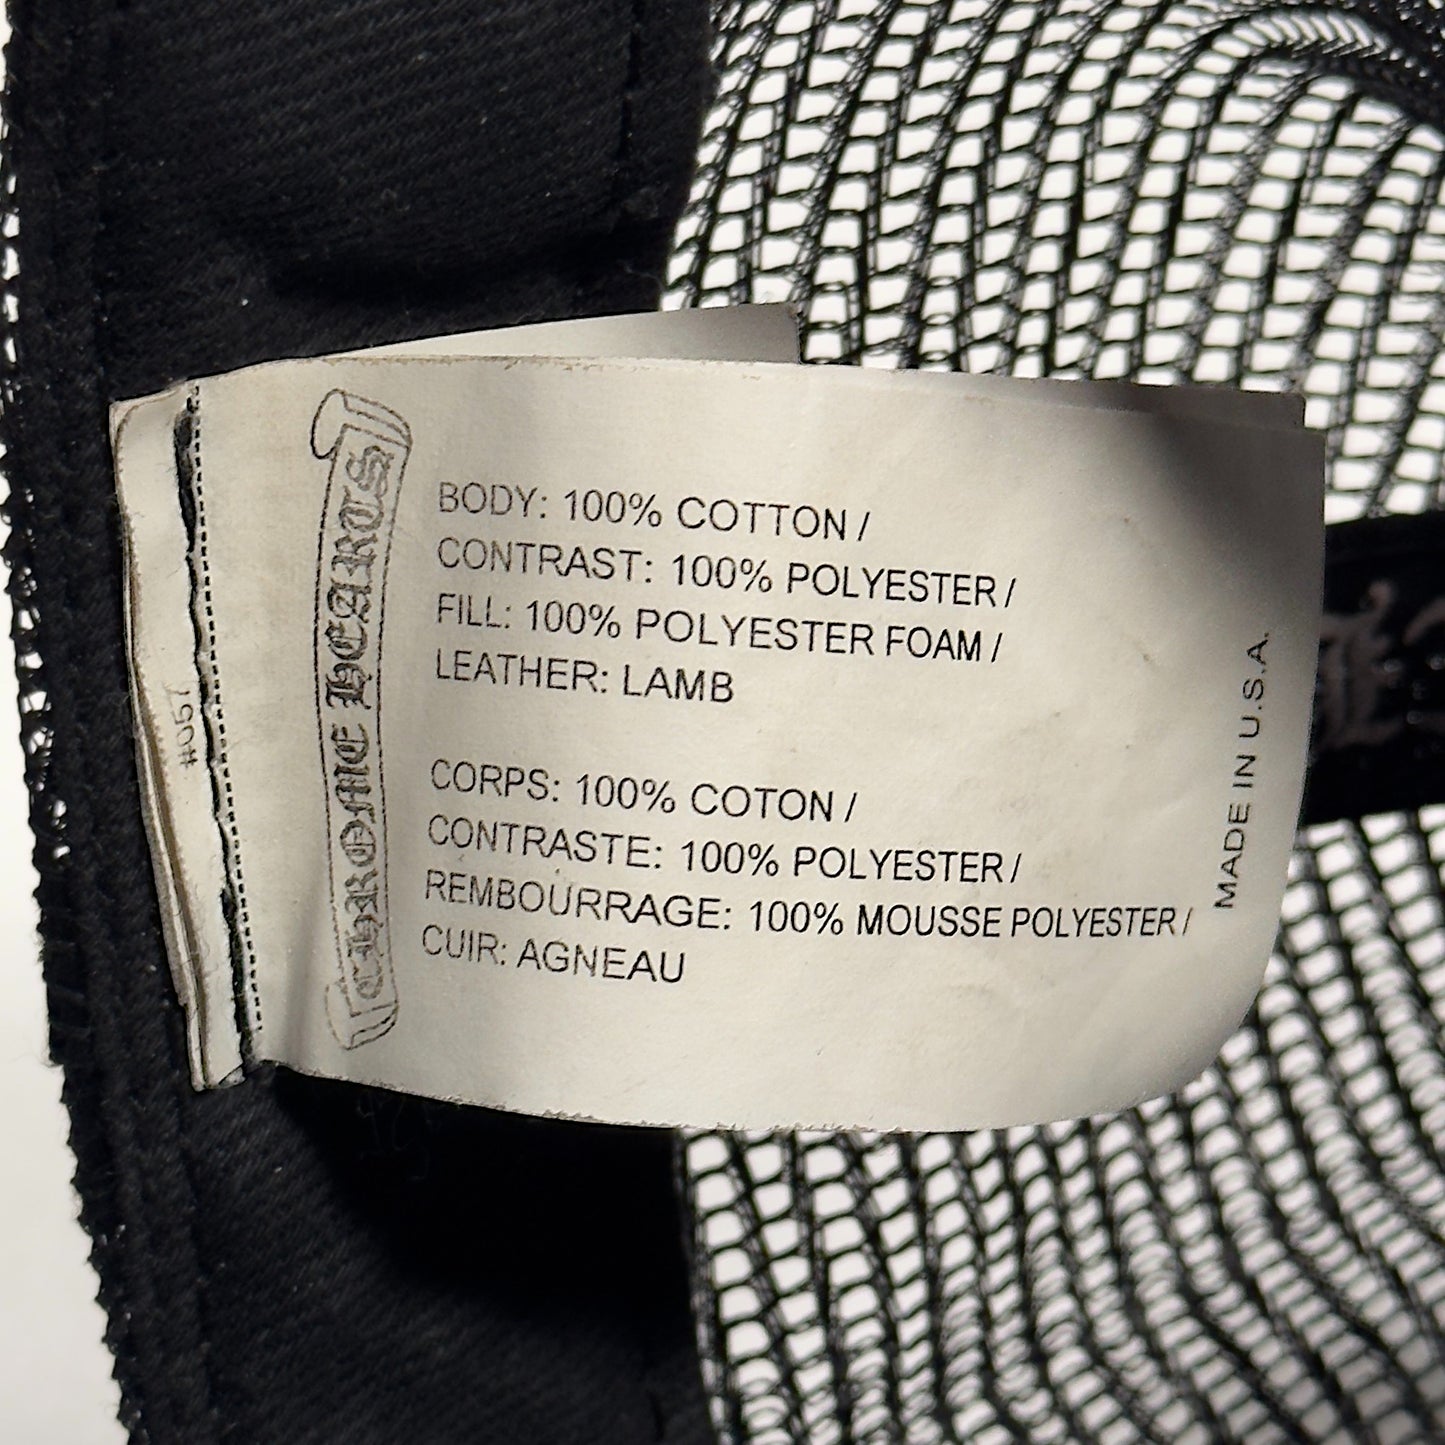 CHROME HEARTS
BODY: 100% COTTON /
CONTRAST: 100% POLYESTER /
FILL: 100% POLYESTER FOAM /
LEATHER: LAMB
CORPS: 100% COTON /
CONTRASTE: 100% POLYESTER /
REMBOURRAGE: 100% MOUSSE POLYESTER /
CUIR: AGNEAU
MADE IN U.S.A.
#057